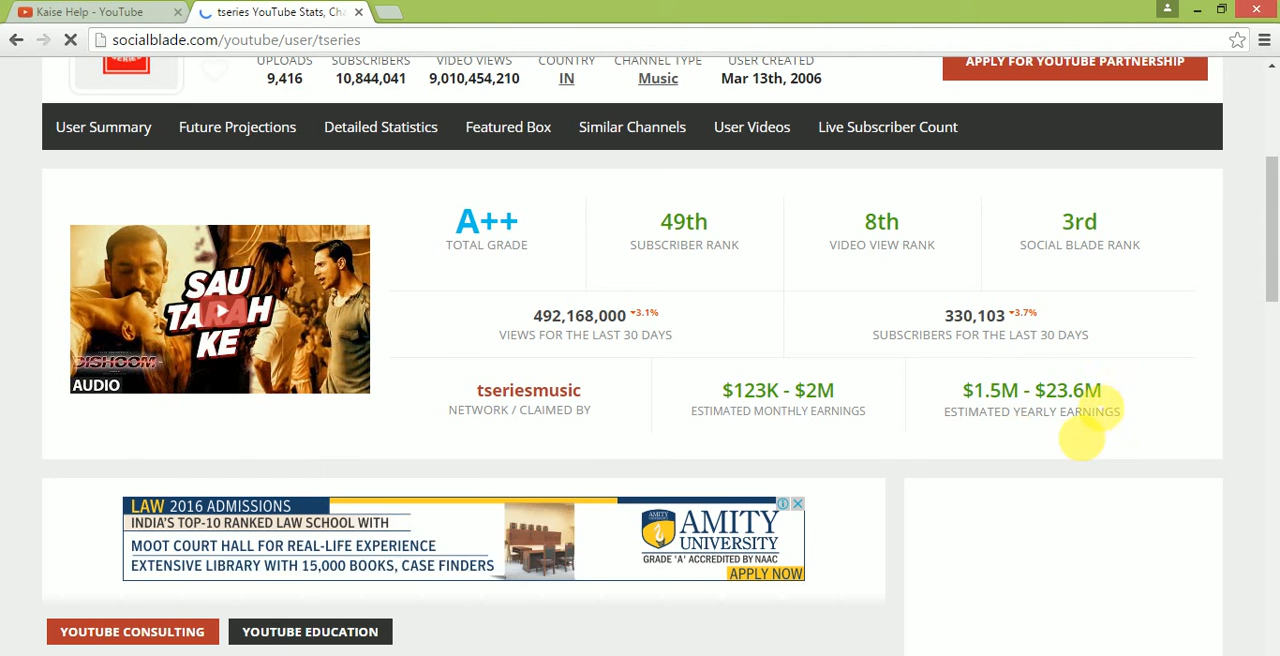 Kaise Help - YouTube
tseries YouTube Stats, Cha
socialblade.com/youtube/user/tseries
SERIES
UPLOADS SUBSCRIBERS VIDEO VIEWS COUNTRY CHANNEL TYPE USER CREATED
9,416 10,844,041 9,010,454,210 IN Music Mar 13th, 2006
APPLY FOR YOUTUBE PARTNERSHIP
User Summary Future Projections Detailed Statistics Featured Box Similar Channels User Videos Live Subscriber Count
SAU
TARAH
KE
DISHOOM
AUDIO
A++ 49th 8th 3rd
TOTAL GRADE SUBSCRIBER RANK VIDEO VIEW RANK SOCIAL BLADE RANK
492,168,000 3.1% 330,103 3.7%
VIEWS FOR THE LAST 30 DAYS SUBSCRIBERS FOR THE LAST 30 DAYS
tseriesmusic $123K - $2M $1.5M - $23.6M
NETWORK / CLAIMED BY ESTIMATED MONTHLY EARNINGS ESTIMATED YEARLY EARNINGS
LAW 2016 ADMISSIONS
INDIA'S TOP-10 RANKED LAW SCHOOL WITH
MOOT COURT HALL FOR REAL-LIFE EXPERIENCE
EXTENSIVE LIBRARY WITH 15,000 BOOKS, CASE FINDERS
AMITY
UNIVERSITY
AMITY
UNIVERSITY
GRADE 'A' ACCREDITED BY NAAC
APPLY NOW
YOUTUBE CONSULTING YOUTUBE EDUCATION